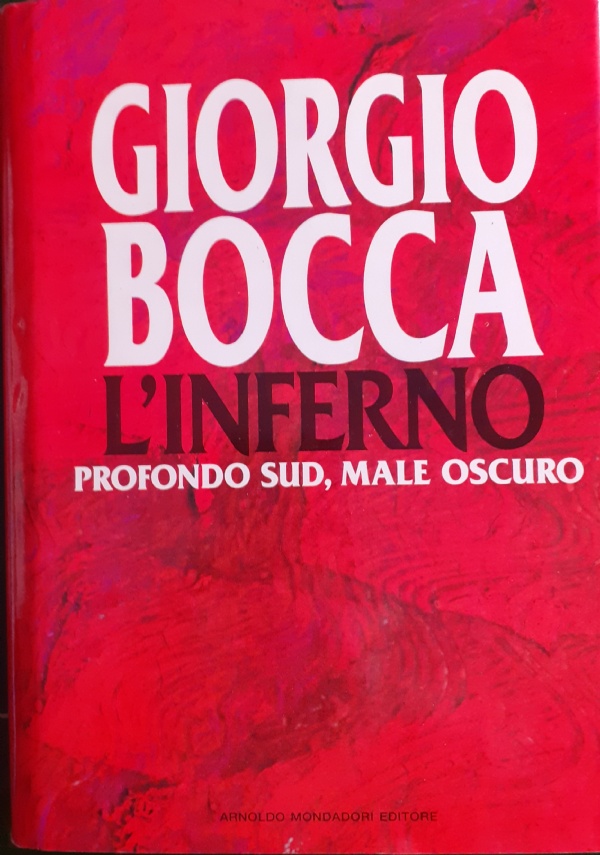 GIORGIO
BOCCA
L'INFERNO
PROFONDO SUD, MALE OSCURO
ARNOLDO MONDADORI EDITORE